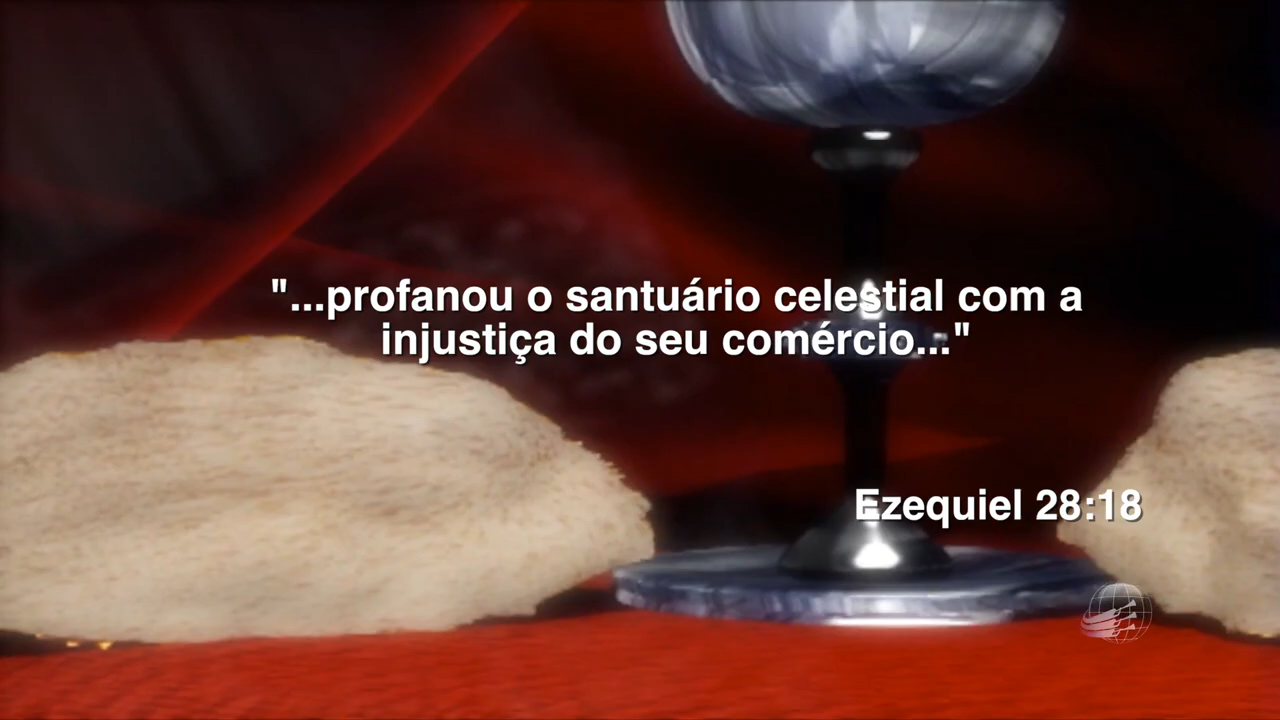 "...profanou o santuário celestial com a
injustiça do seu comércio..."
Ezequiel 28:18